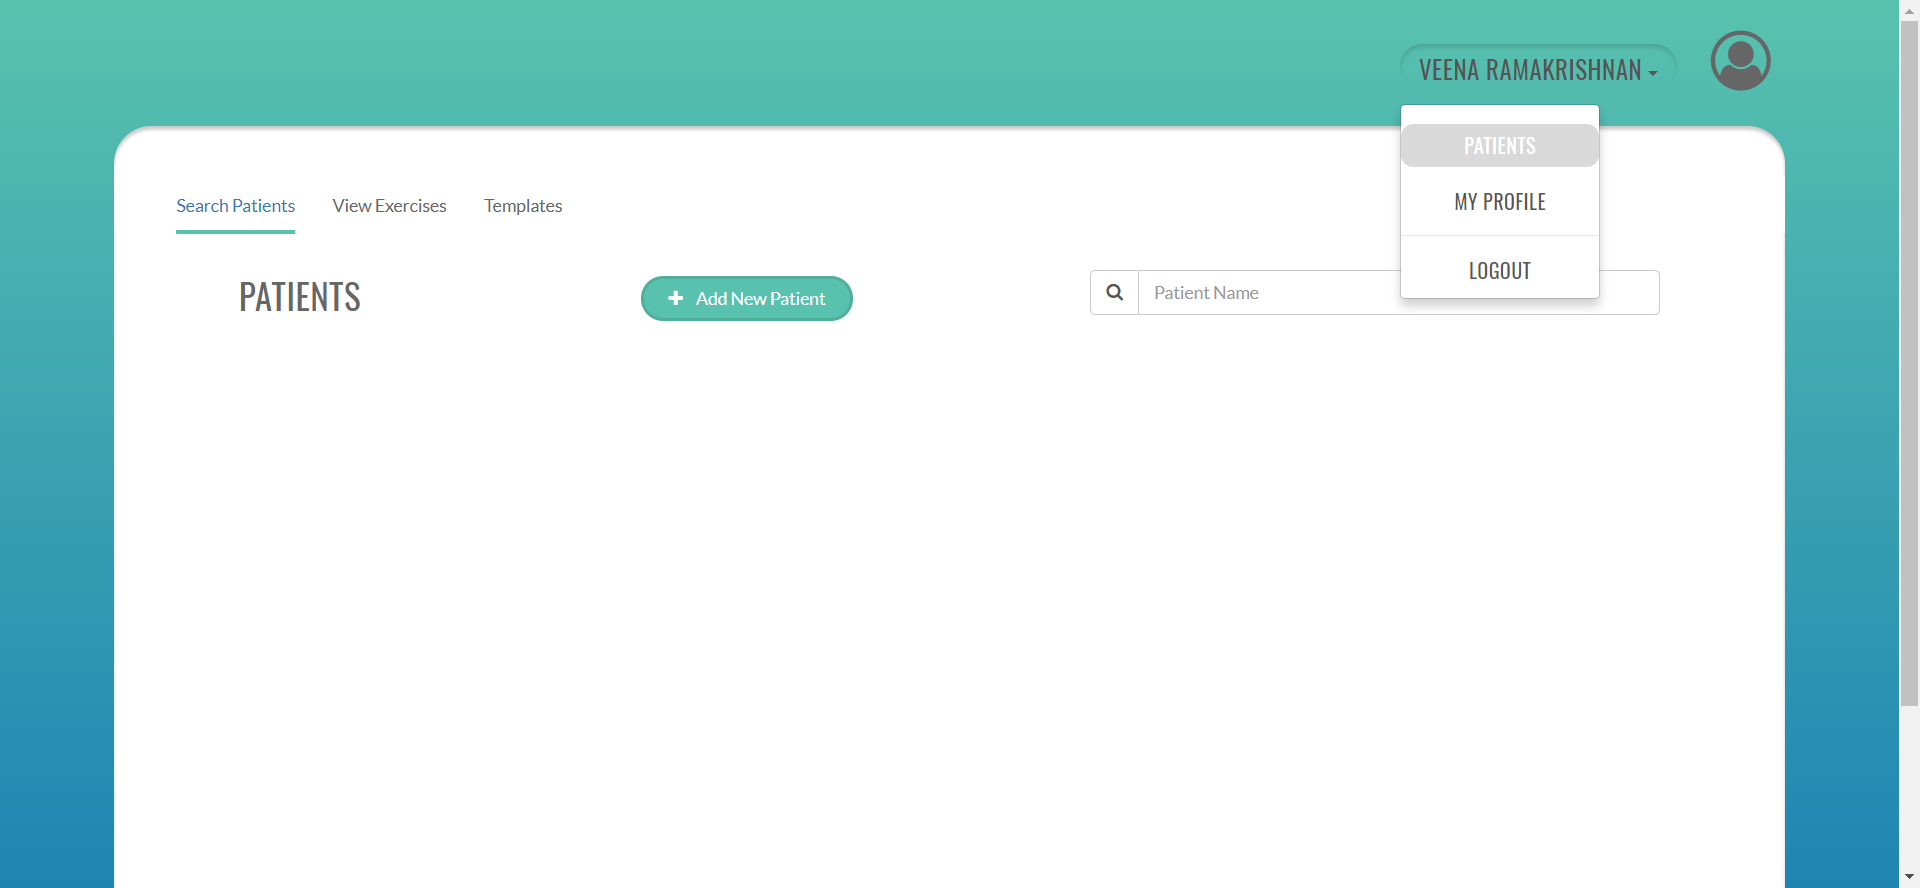 VEENA RAMAKRISHNAN
PATIENTS
MY PROFILE
LOGOUT
Search Patients
View Exercises
Templates
PATIENTS
Add New Patient
Patient Name